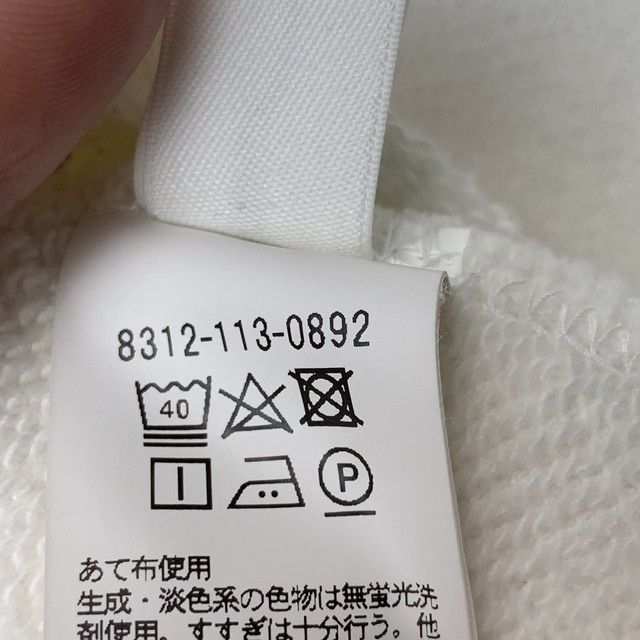 8312-113-0892
40
P
あて布使用
生成・淡色系の色物は無蛍光洗
剤使用。すすぎは十分行う。他